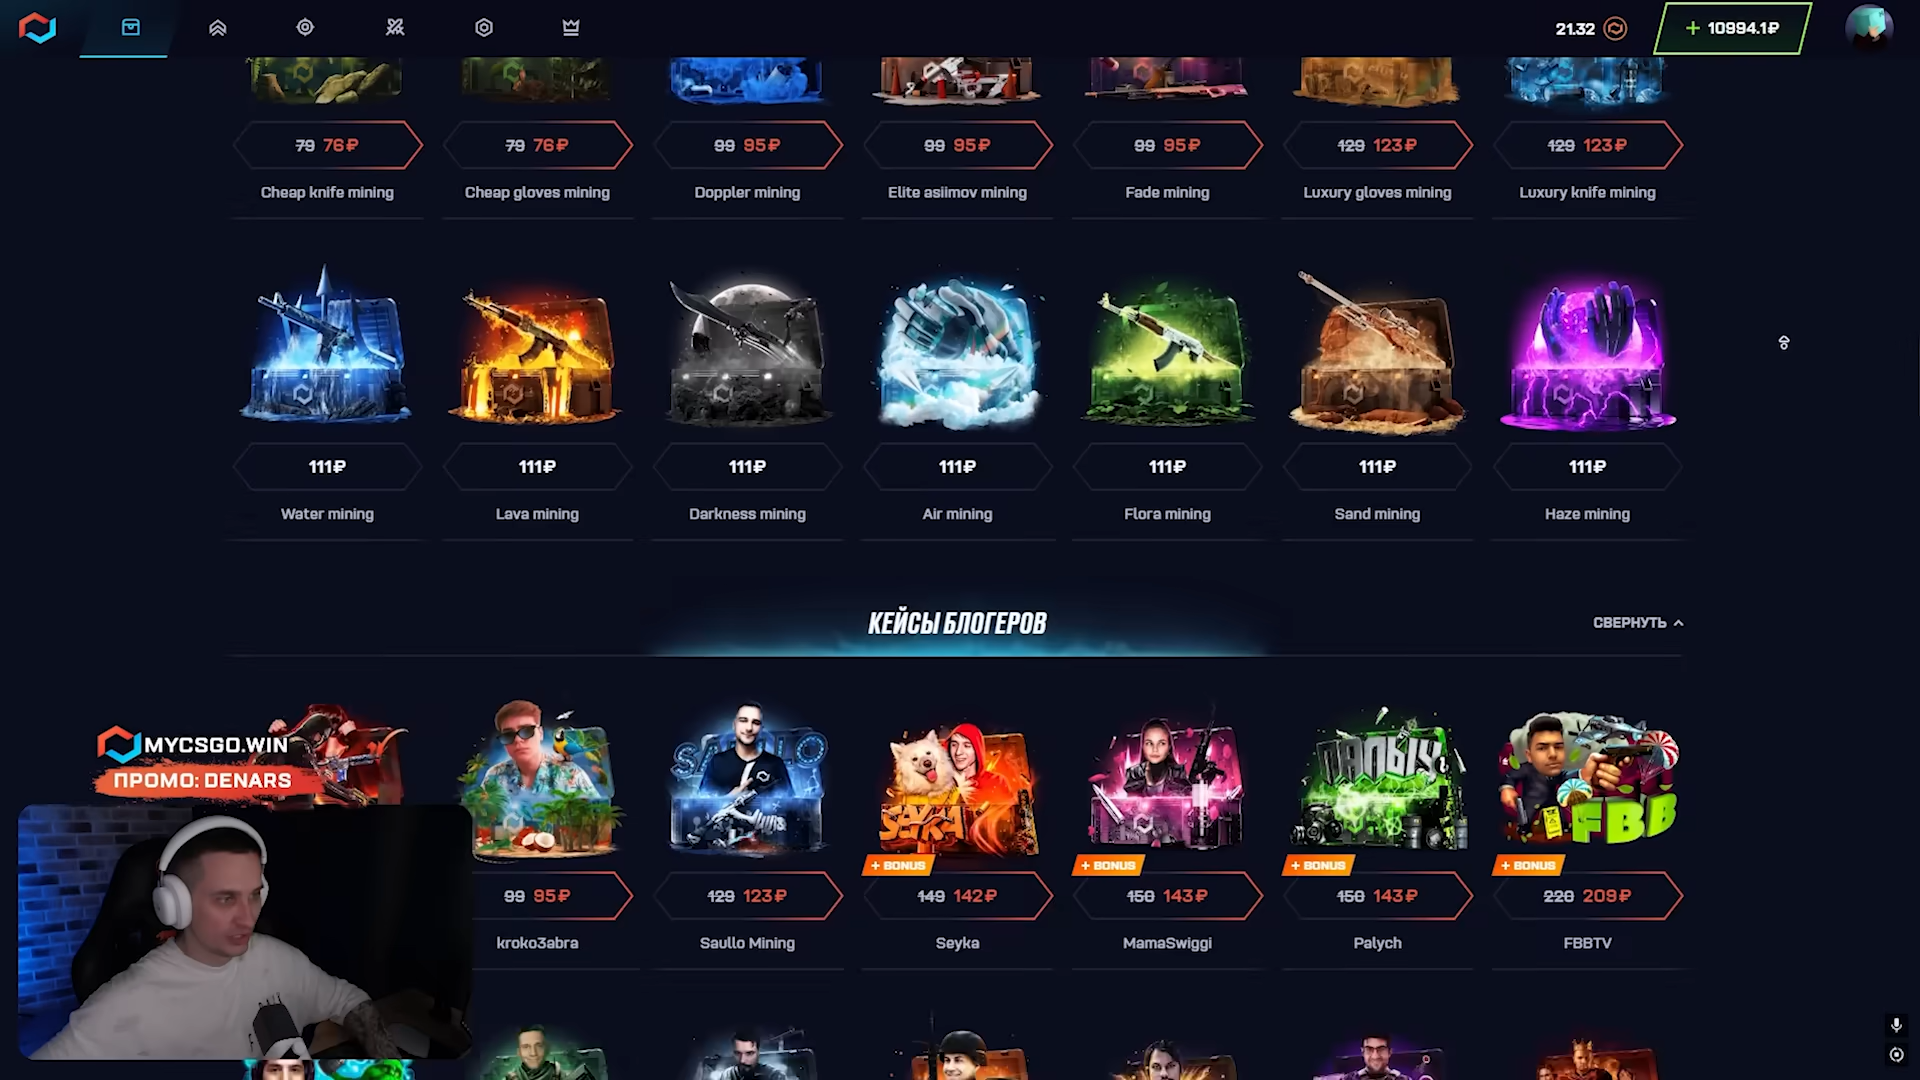 21.32
+ 10994.1₽
79 76₽
79 76₽
99 95₽
99 95₽
99 95₽
129 123₽
129 123₽
Cheap knife mining
Cheap gloves mining
Doppler mining
Elite asiimov mining
Fade mining
Luxury gloves mining
Luxury knife mining
111₽
111₽
111₽
111₽
111₽
111₽
111₽
Water mining
Lava mining
Darkness mining
Air mining
Flora mining
Sand mining
Haze mining
КЕЙСЫ БЛОГЕРОВ
СВЕРНУТЬ
MYCSGO.WIN
ПРОМО: DENARS
SAULLO
SEYKA
ПАЛЫЧ
FBB
+ BONUS
+ BONUS
+ BONUS
+ BONUS
99 95₽
129 123₽
149 142₽
150 143₽
150 143₽
220 209₽
kroko3abra
Saullo Mining
Seyka
MamaSwiggi
Palych
FBBTV